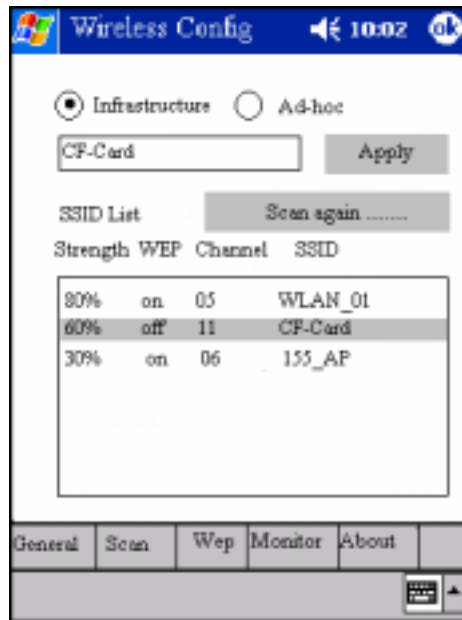 Wireless Config 10:02 ok
Infrastructure Ad-hoc
CF-Card Apply
SSID List Scan again ........
Strength WEP Channel SSID
80% on 05 WLAN_01
60% off 11 CF-Card
30% on 06 155_AP
General Scan Wep Monitor About